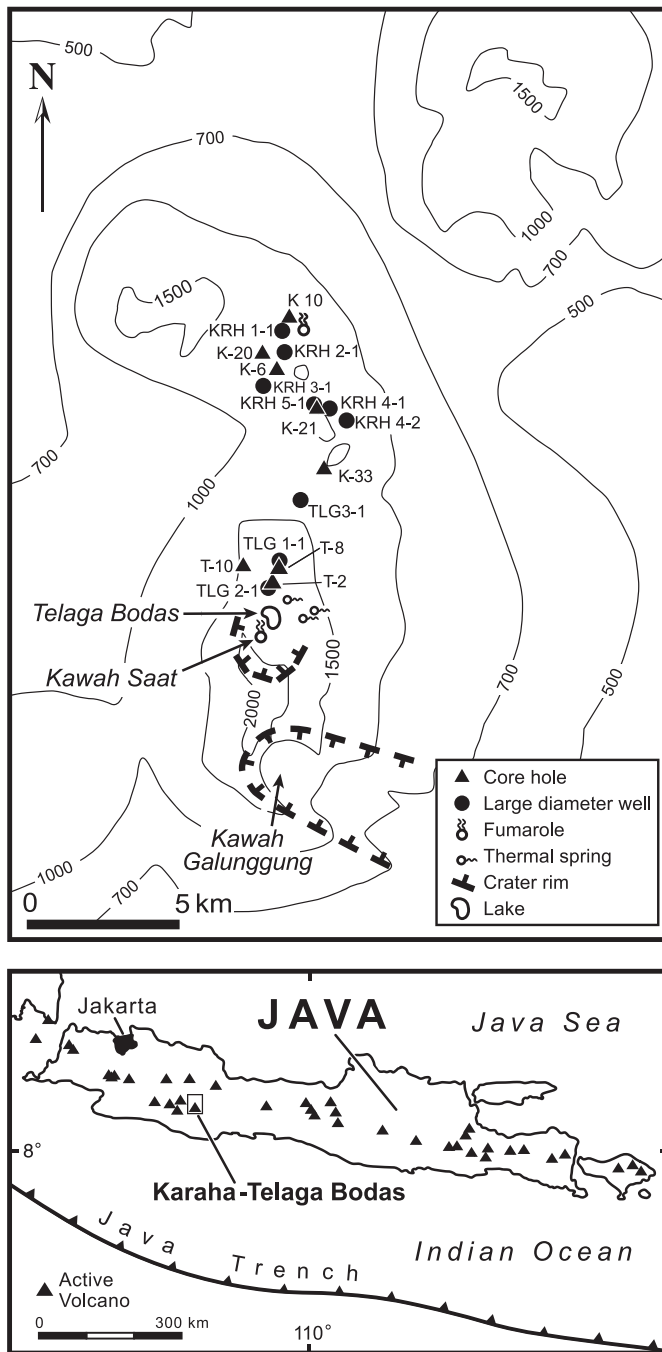 500
500
N
700
1500
1000
700
500
1500
K 10
KRH 1-1
K-20
KRH 2-1
K-6
KRH 3-1
KRH 5-1
KRH 4-1
KRH 4-2
K-21
700
1000
K-33
TLG3-1
TLG 1-1
T-8
T-10
T-2
TLG 2-1
Telaga Bodas
Kawah Saat
1500
2000
700
500
Kawah
Galunggung
1000
700
0 5 km
Core hole
Large diameter well
Fumarole
Thermal spring
Crater rim
Lake
Jakarta
JAVA
Java Sea
8°
Karaha-Telaga Bodas
Java Trench
Indian Ocean
Active
Volcano
0 300 km
110°